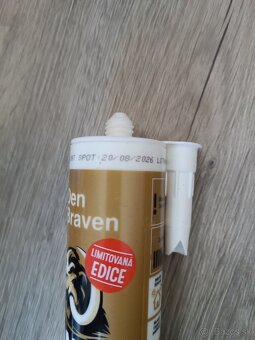 SPOT 20/08/2026
Den
Braven
LIMITOVANÁ
EDICE